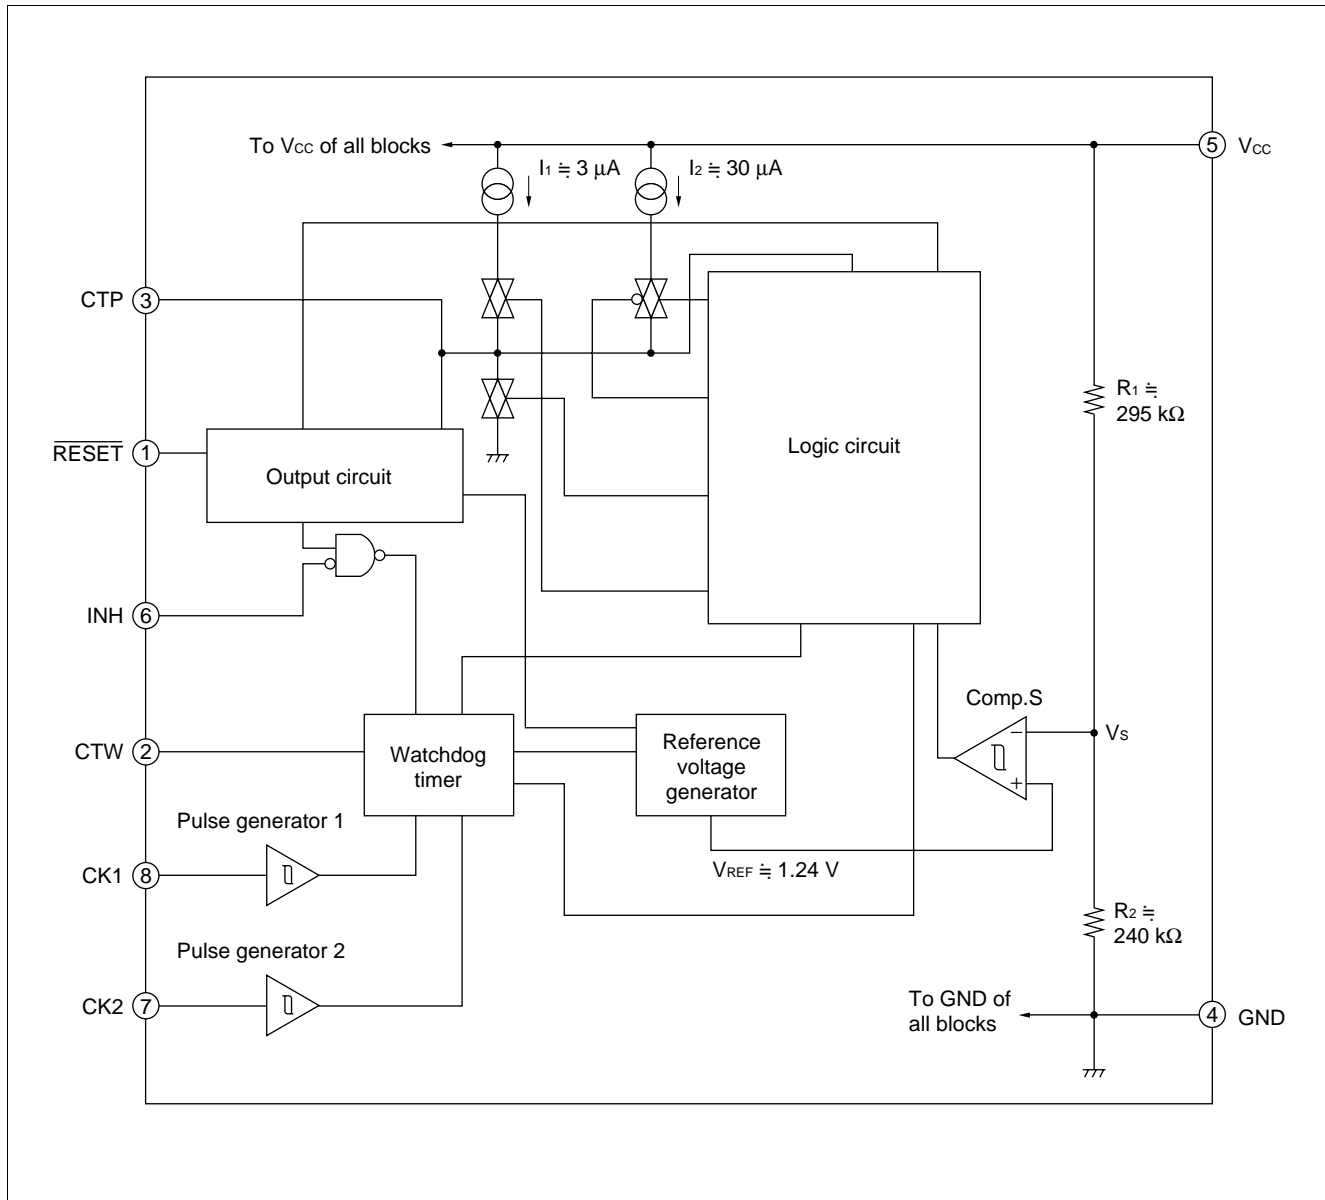 To VCC of all blocks
5
VCC
I1 ≒ 3 μA
I2 ≒ 30 μA
CTP
3
R1 ≒
295 kΩ
RESET
1
Output circuit
Logic circuit
INH
6
Comp.S
CTW
2
Watchdog
timer
Reference
voltage
generator
−
+
VS
Pulse generator 1
CK1
8
VREF ≒ 1.24 V
R2 ≒
240 kΩ
Pulse generator 2
CK2
7
To GND of
all blocks
4
GND